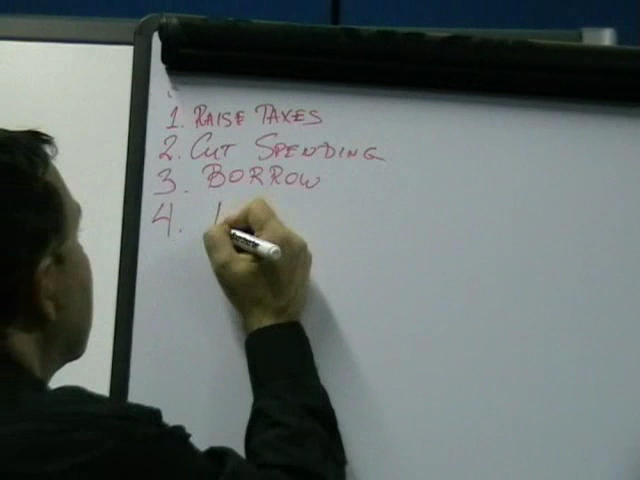 1. RAISE TAXES
2. CUT SPENDING
3. BORROW
4.